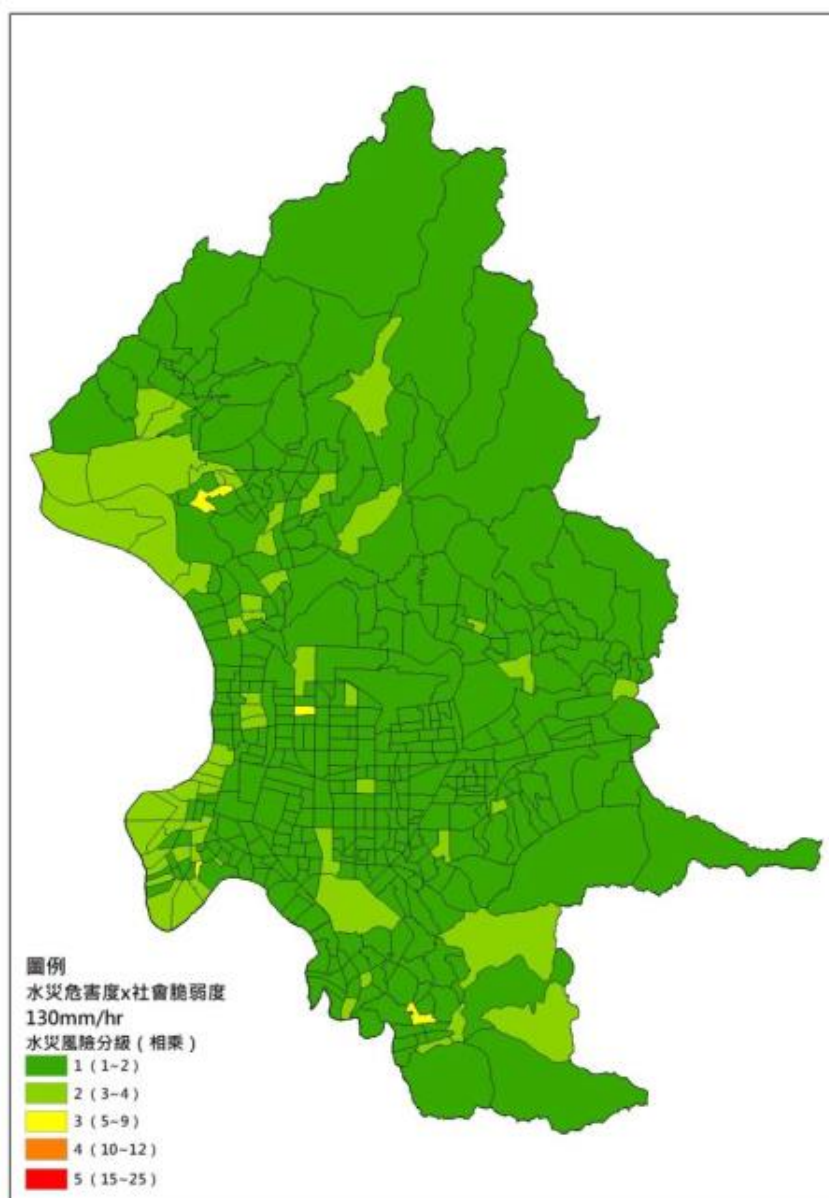 圖例
水災危害度x社會脆弱度
130mm/hr
水災風險分級（相乘）
1（1~2）
2（3~4）
3（5~9）
4（10~12）
5（15~25）